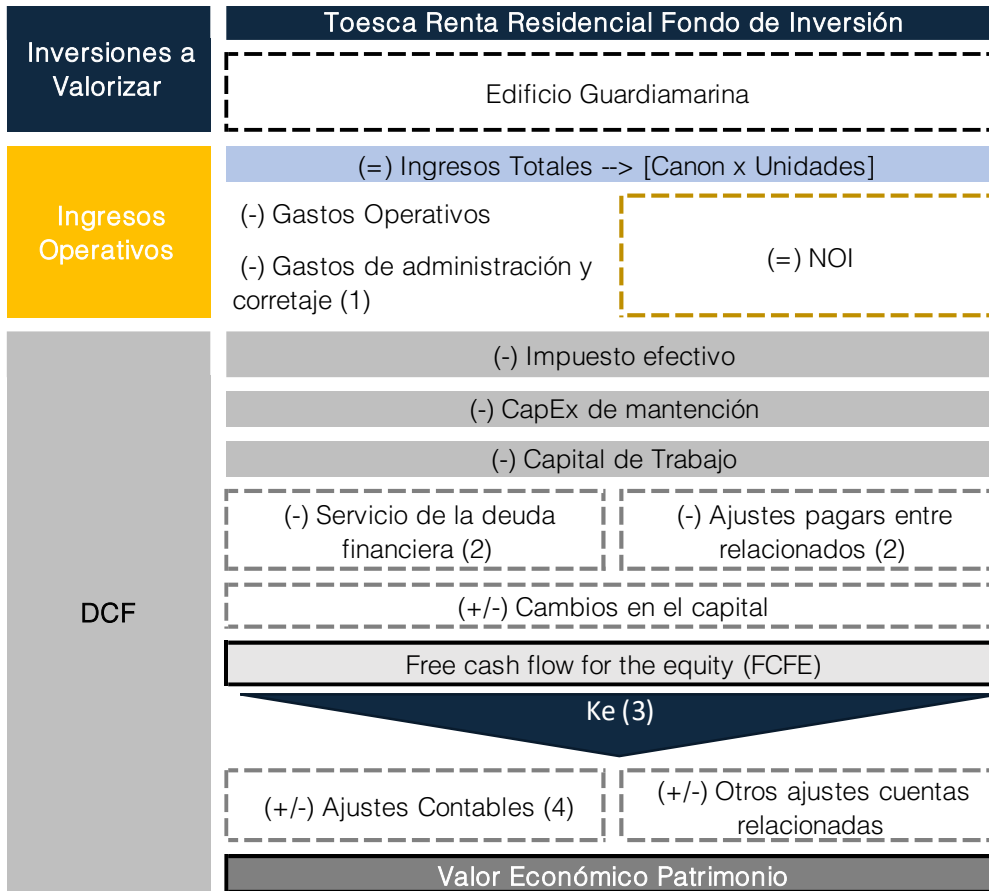 Toesca Renta Residencial Fondo de Inversión
Inversiones a
Valorizar
Edificio Guardiamarina
(=) Ingresos Totales --> [Canon x Unidades]
Ingresos
Operativos
(-) Gastos Operativos
(-) Gastos de administración y
corretaje (1)
(=) NOI
DCF
(-) Impuesto efectivo
(-) CapEx de mantención
(-) Capital de Trabajo
(-) Servicio de la deuda
financiera (2)
(-) Ajustes pagars entre
relacionados (2)
(+/-) Cambios en el capital
Free cash flow for the equity (FCFE)
Ke (3)
(+/-) Ajustes Contables (4)
(+/-) Otros ajustes cuentas
relacionadas
Valor Económico Patrimonio